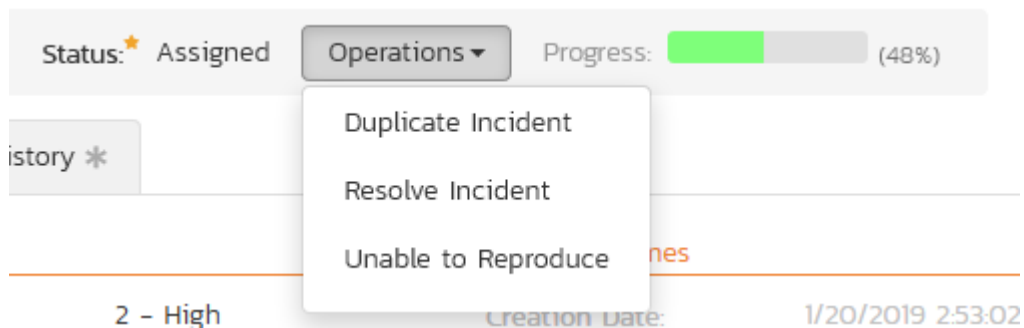 Status: Assigned Operations Progress: (48%)
Duplicate Incident
istory
Resolve Incident
Unable to Reproduce
mes
2 - High Creation Date: 1/20/2019 2:53:02